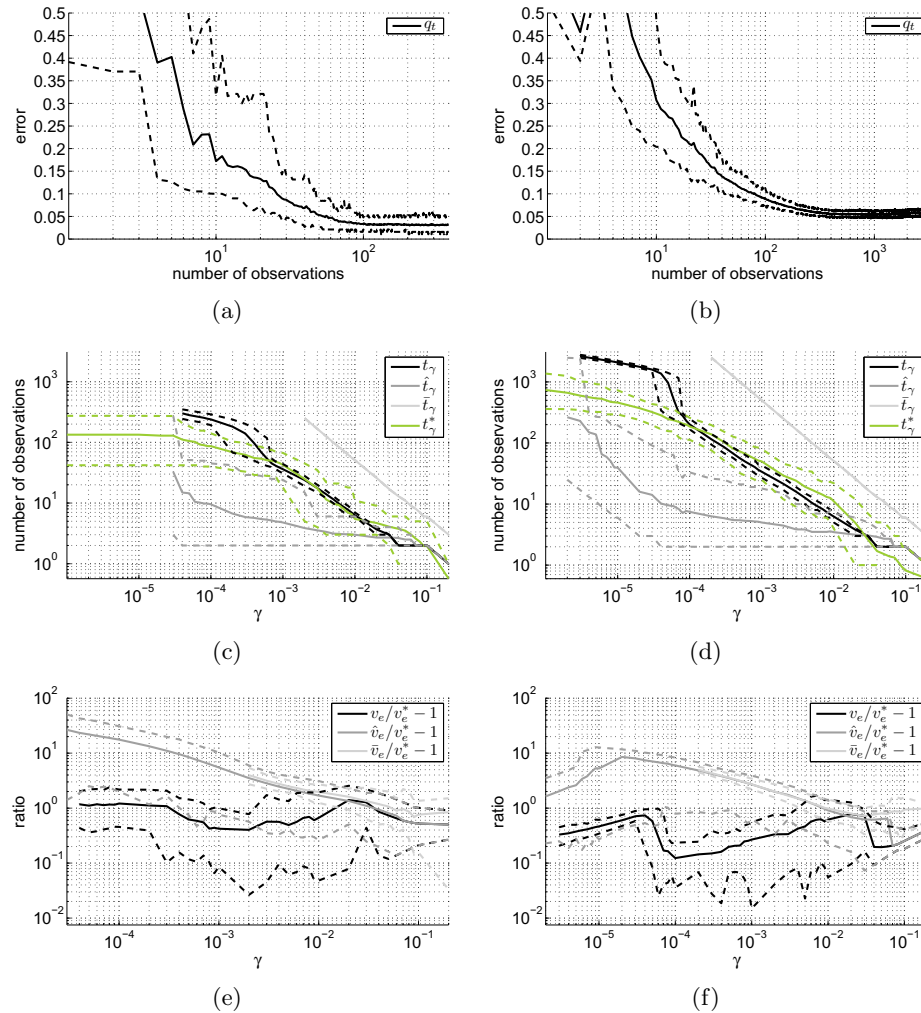 0.5
0.45
0.4
0.35
0.3
0.25
0.2
0.15
0.1
0.05
0
error
10^1
10^2
number of observations
q_t
(a)
0.5
0.45
0.4
0.35
0.3
0.25
0.2
0.15
0.1
0.05
0
error
10^1
10^2
10^3
number of observations
q_t
(b)
10^3
10^2
10^1
10^0
number of observations
10^-5
10^-4
10^-3
10^-2
10^-1
γ
t_γ
t̂_γ
t̄_γ
t*_γ
(c)
10^3
10^2
10^1
10^0
number of observations
10^-5
10^-4
10^-3
10^-2
10^-1
γ
t_γ
t̂_γ
t̄_γ
t*_γ
(d)
10^2
10^1
10^0
10^-1
10^-2
ratio
10^-4
10^-3
10^-2
10^-1
γ
v_e/v*_e − 1
v̂_e/v*_e − 1
v̄_e/v*_e − 1
(e)
10^2
10^1
10^0
10^-1
10^-2
ratio
10^-5
10^-4
10^-3
10^-2
10^-1
γ
v_e/v*_e − 1
v̂_e/v*_e − 1
v̄_e/v*_e − 1
(f)